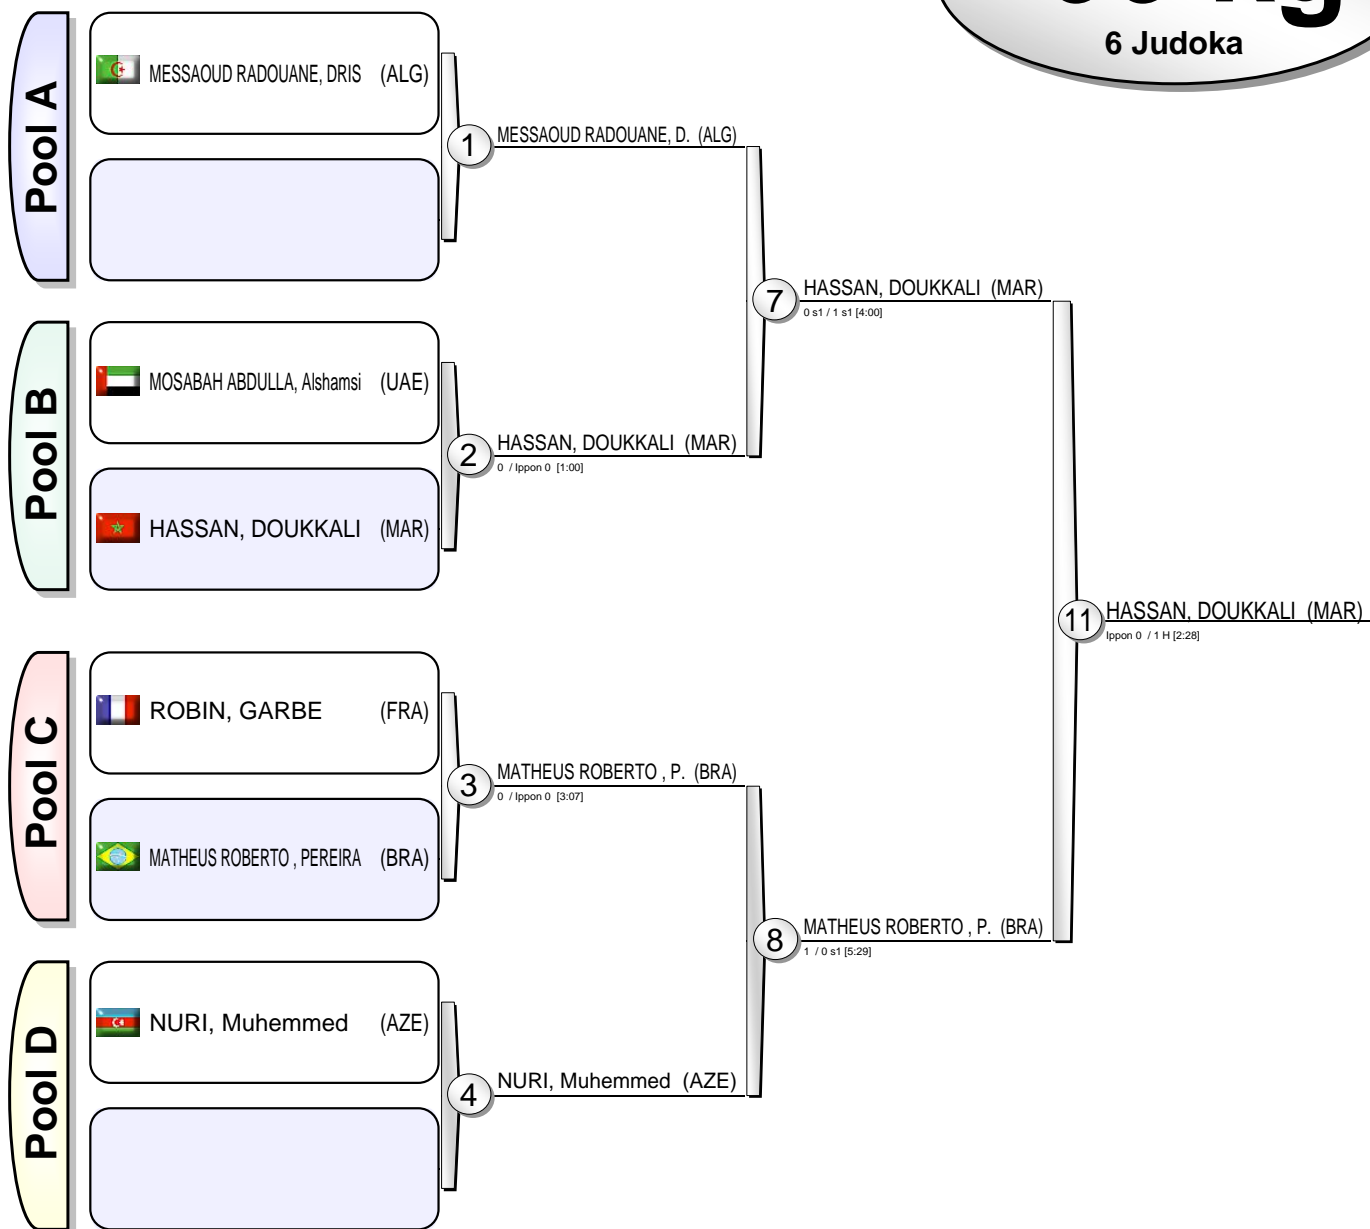 6 Judoka
Pool A
MESSAOUD RADOUANE, DRIS (ALG)
1
MESSAOUD RADOUANE, D. (ALG)
7
HASSAN, DOUKKALI (MAR)
0 s1 / 1 s1 [4:00]
Pool B
MOSABAH ABDULLA, Alshamsi (UAE)
2
HASSAN, DOUKKALI (MAR)
0 / Ippon 0 [1:00]
HASSAN, DOUKKALI (MAR)
11
HASSAN, DOUKKALI (MAR)
Ippon 0 / 1 H [2:28]
Pool C
ROBIN, GARBE (FRA)
3
MATHEUS ROBERTO , P. (BRA)
0 / Ippon 0 [3:07]
MATHEUS ROBERTO , PEREIRA (BRA)
8
MATHEUS ROBERTO , P. (BRA)
1 / 0 s1 [5:29]
Pool D
NURI, Muhemmed (AZE)
4
NURI, Muhemmed (AZE)